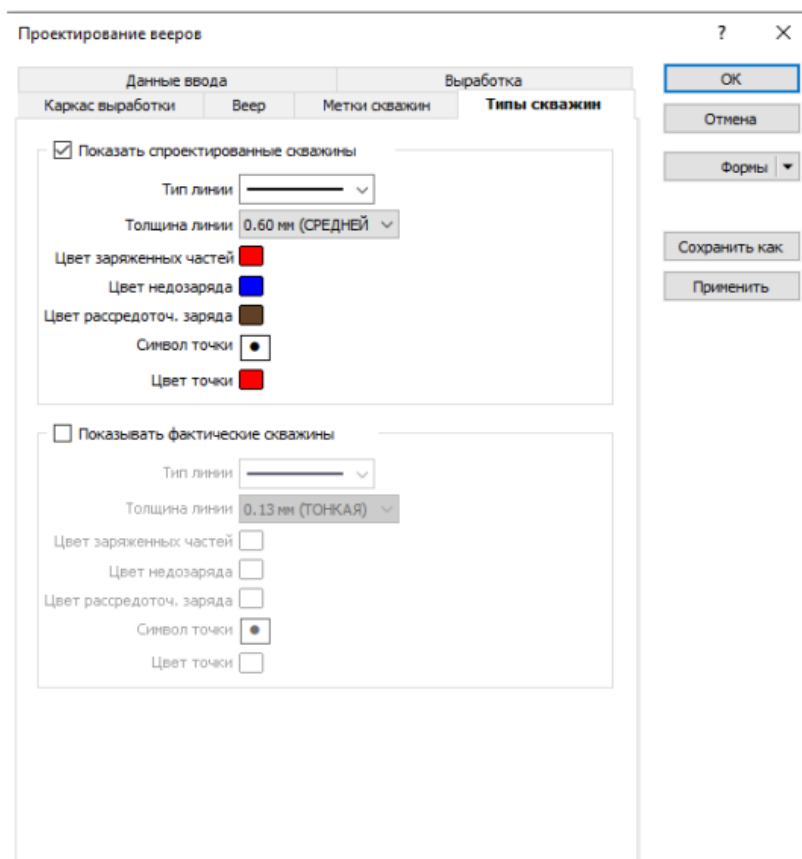 Проектирование вееров
?
Данные ввода
Выработка
Каркас выработки
Веер
Метки скважин
Типы скважин
ОК
Отмена
Формы
Сохранить как
Применить
Показать спроектированные скважины
Тип линии
Толщина линии 0.60 мм (СРЕДНЕЙ
Цвет заряженных частей
Цвет недозаряда
Цвет рассредоточ. заряда
Символ точки
Цвет точки
Показывать фактические скважины
Тип линии
Толщина линии 0.13 мм (ТОНКАЯ)
Цвет заряженных частей
Цвет недозаряда
Цвет рассредоточ. заряда
Символ точки
Цвет точки